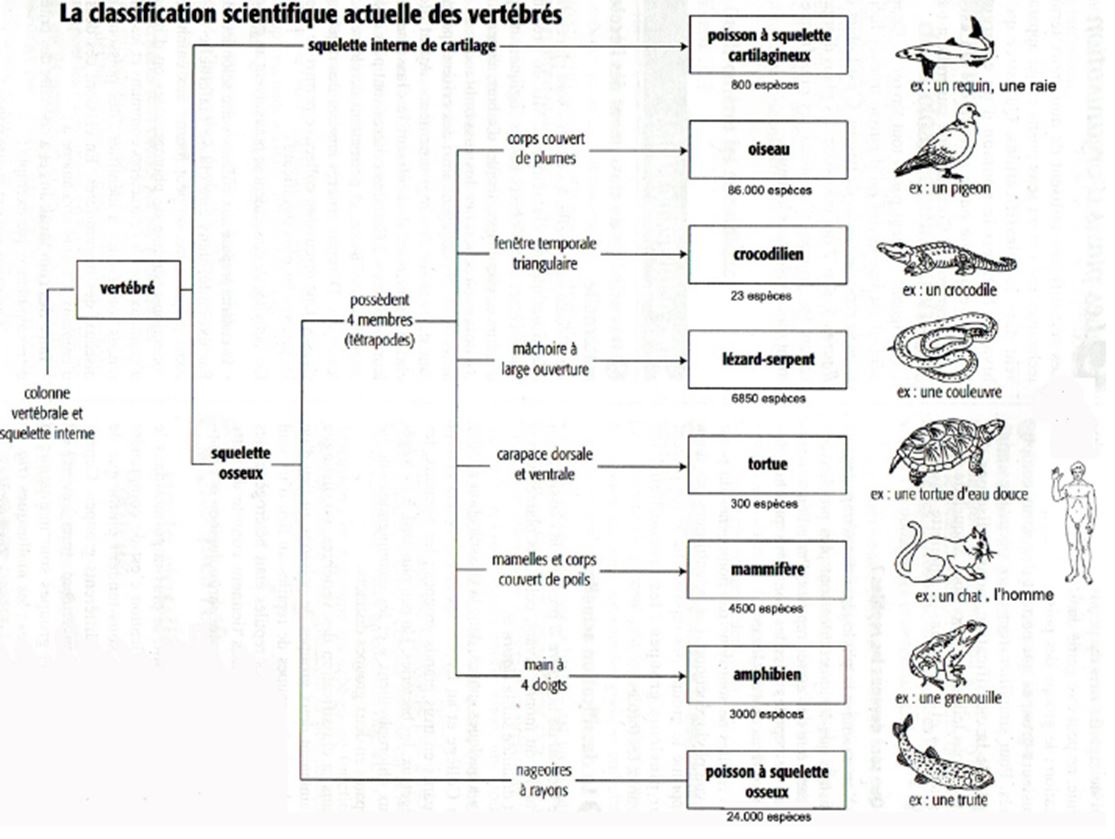 La classification scientifique actuelle des vertébrés
squelette interne de cartilage
poisson à squelette
cartilagineux
800 espèces
ex : un requin, une raie
corps couvert
de plumes
oiseau
86.000 espèces
ex : un pigeon
fenêtre temporale
triangulaire
crocodilien
23 espèces
ex : un crocodile
vertébré
colonne
vertébrale et
squelette interne
possèdent
4 membres
(tétrapodes)
mâchoire à
large ouverture
lézard-serpent
6850 espèces
ex : une couleuvre
squelette
osseux
carapace dorsale
et ventrale
tortue
300 espèces
ex : une tortue d'eau douce
mamelles et corps
couvert de poils
mammifère
4500 espèces
ex : un chat . l'homme
main à
4 doigts
amphibien
3000 espèces
ex : une grenouille
nageoires
à rayons
poisson à squelette
osseux
24.000 espèces
ex : une truite